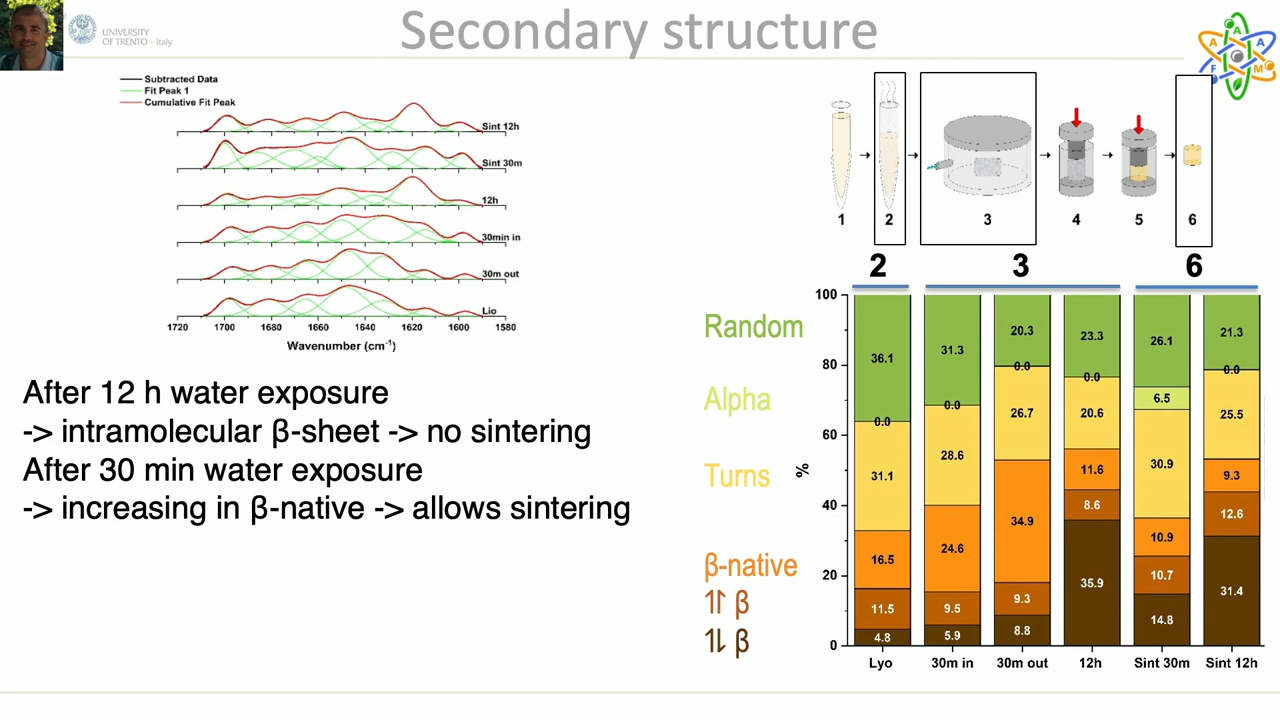 UNIVERSITY
OF TRENTO - Italy
Secondary structure
A A A
F M
Subtracted Data
Fit Peak 1
Cumulative Fit Peak
Sint 12h
Sint 30m
12h
30min in
30m out
Lio
1720 1700 1680 1660 1640 1620 1600 1580
Wavenumber (cm⁻¹)
After 12 h water exposure
-> intramolecular β-sheet -> no sintering
After 30 min water exposure
-> increasing in β-native -> allows sintering
1 2 3 4 5 6
2 3 6
Random
Alpha
Turns
β-native
1↾ β
1⇂ β
%
100
80
60
40
20
0
36.1 31.3 20.3 23.3 26.1 21.3
0.0 0.0 0.0 0.0 6.5 0.0
31.1 28.6 26.7 20.6 30.9 25.5
16.5 24.6 34.9 11.6 10.9 9.3
11.5 9.5 9.3 8.6 10.7 12.6
4.8 5.9 8.8 35.9 14.8 31.4
Lyo 30m in 30m out 12h Sint 30m Sint 12h